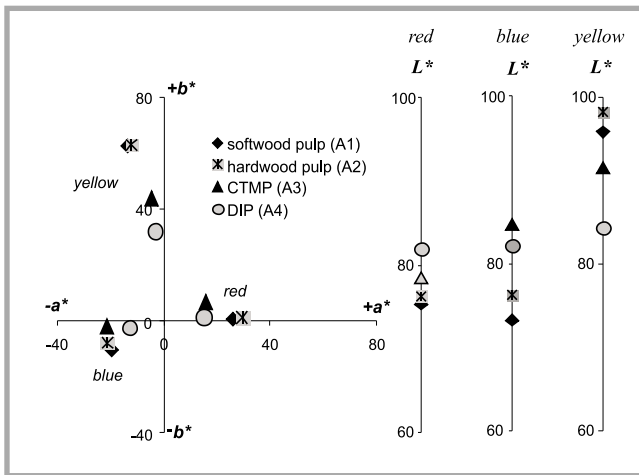 red blue yellow
+b* L* L* L*
80 100 100 100
softwood pulp (A1)
hardwood pulp (A2)
yellow
CTMP (A3)
40
DIP (A4)
red 80 80 80
-a* +a*
-40 0 0 40 80
blue
-40 -b* 60 60 60